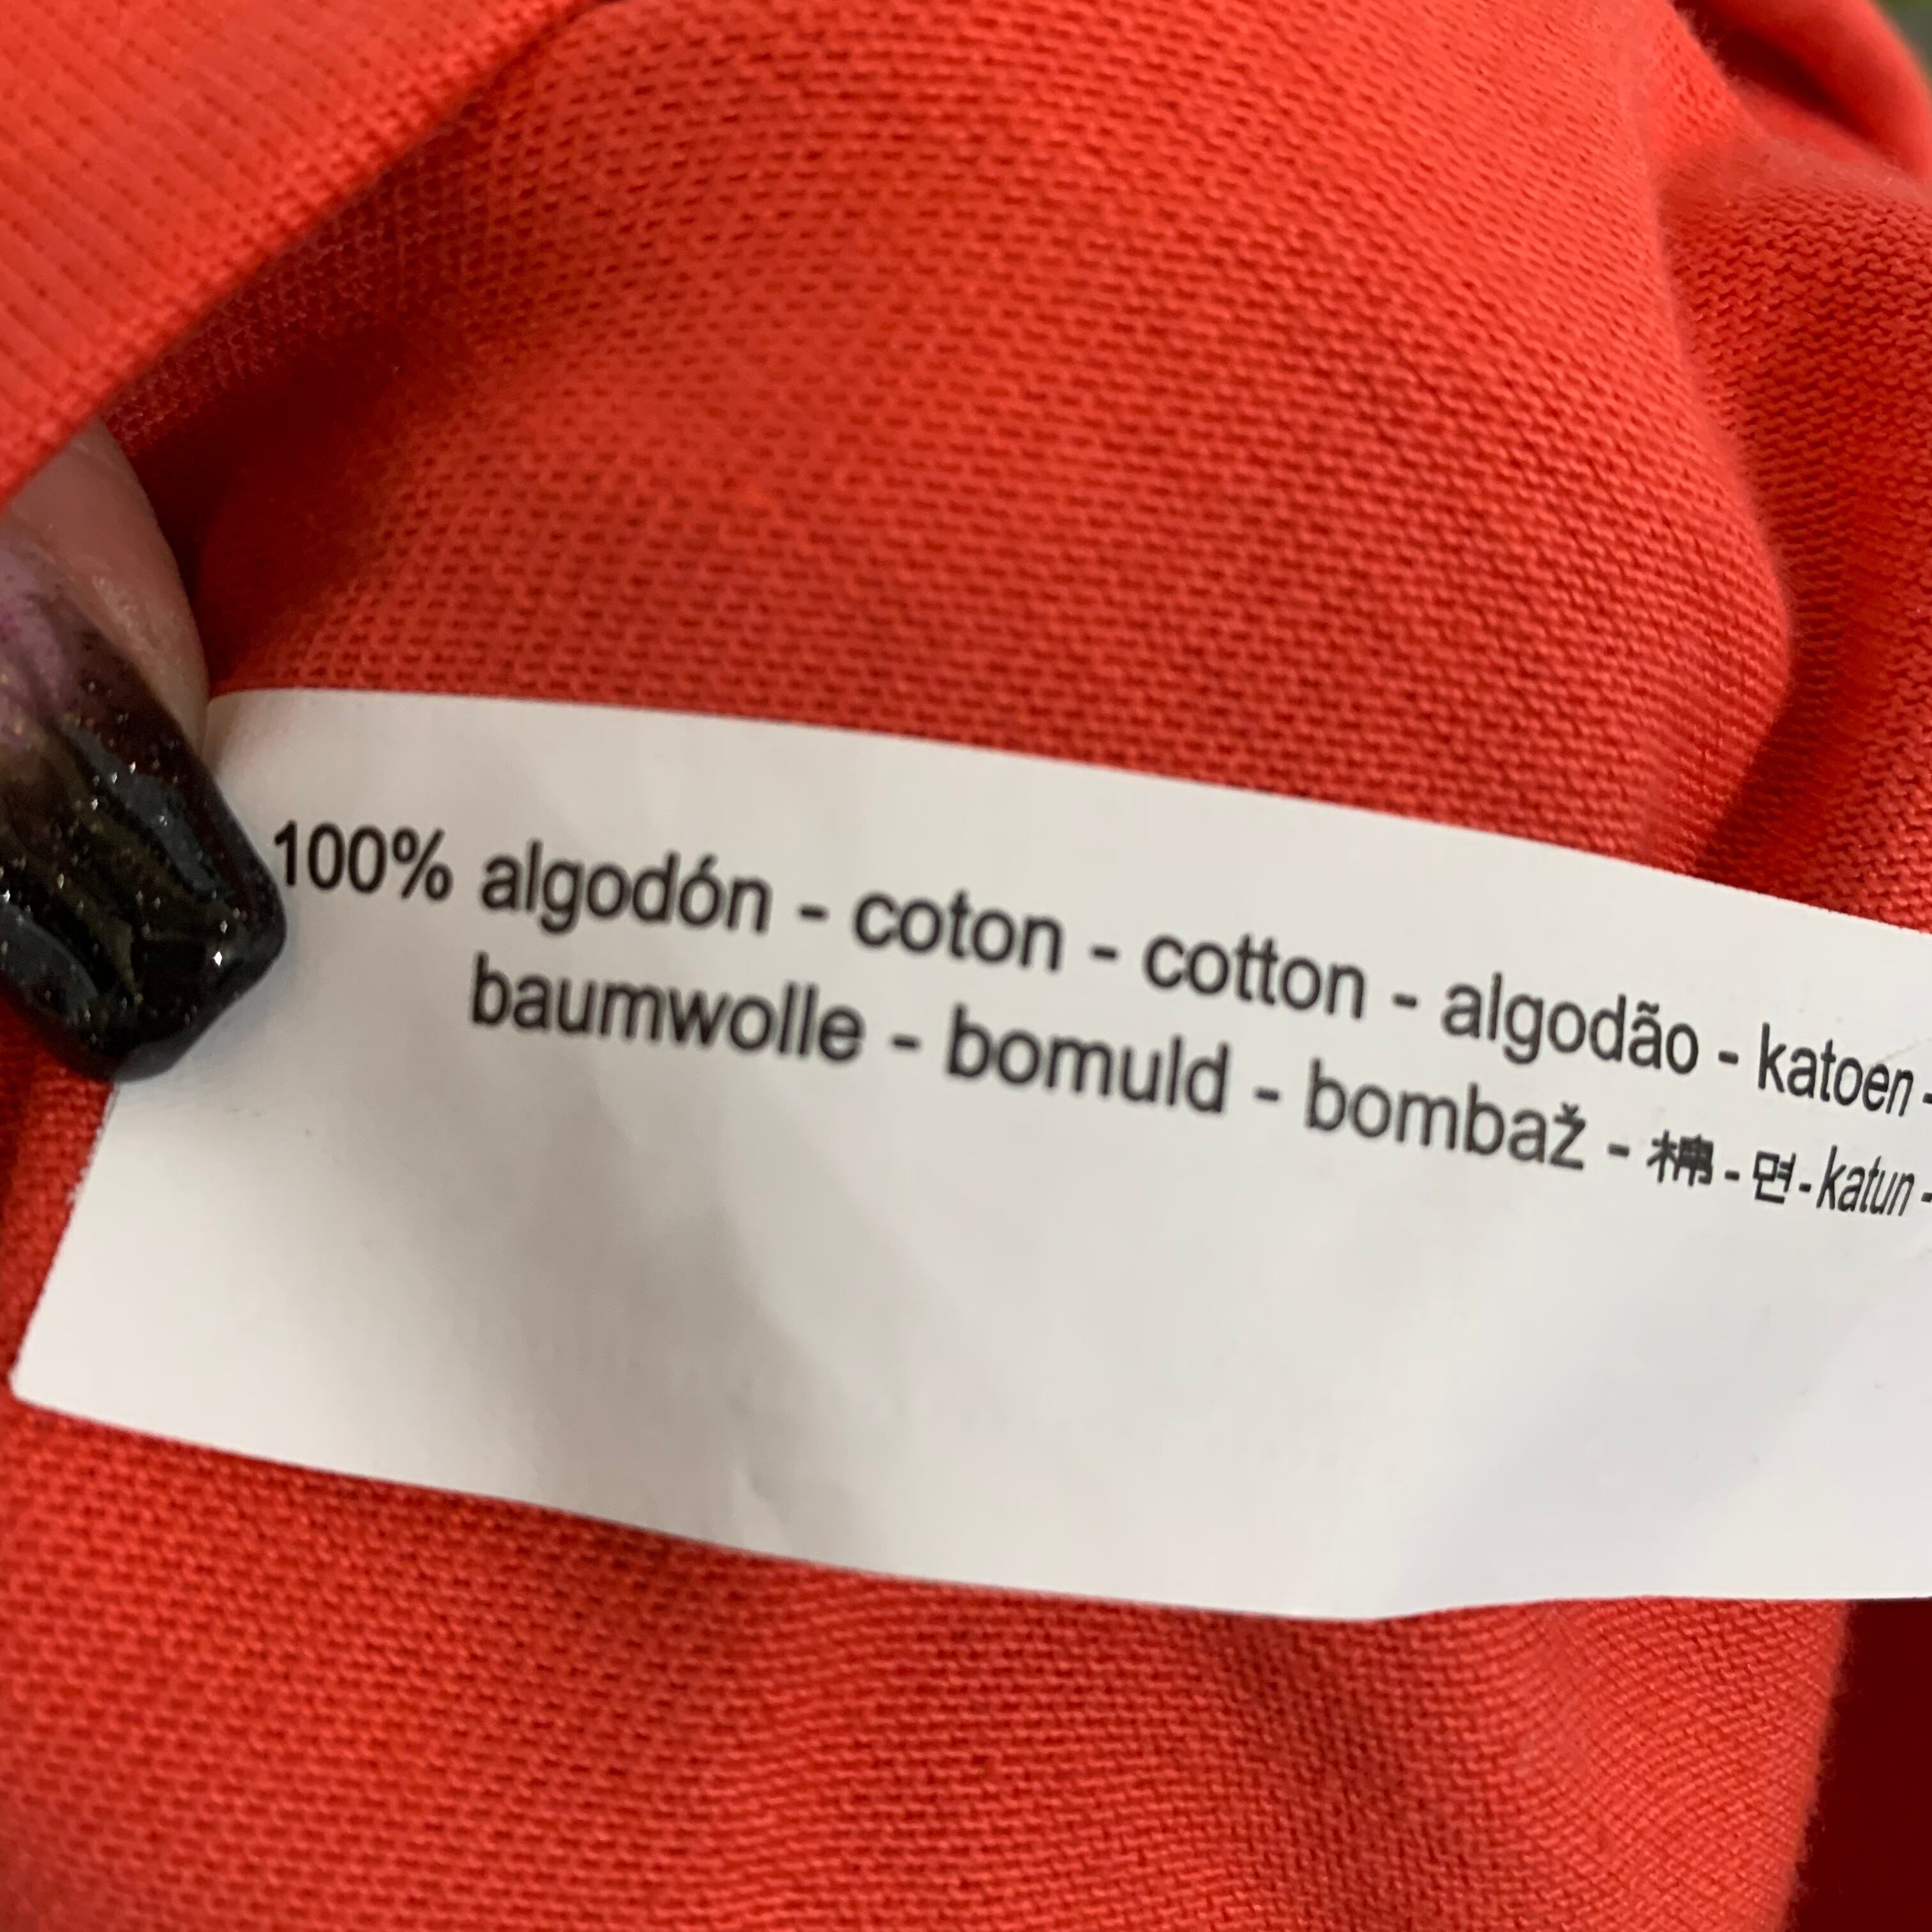 100% algodón - coton - cotton - algodão - katoen -
baumwolle - bomuld - bombaž - 棉 - 면 - katun -